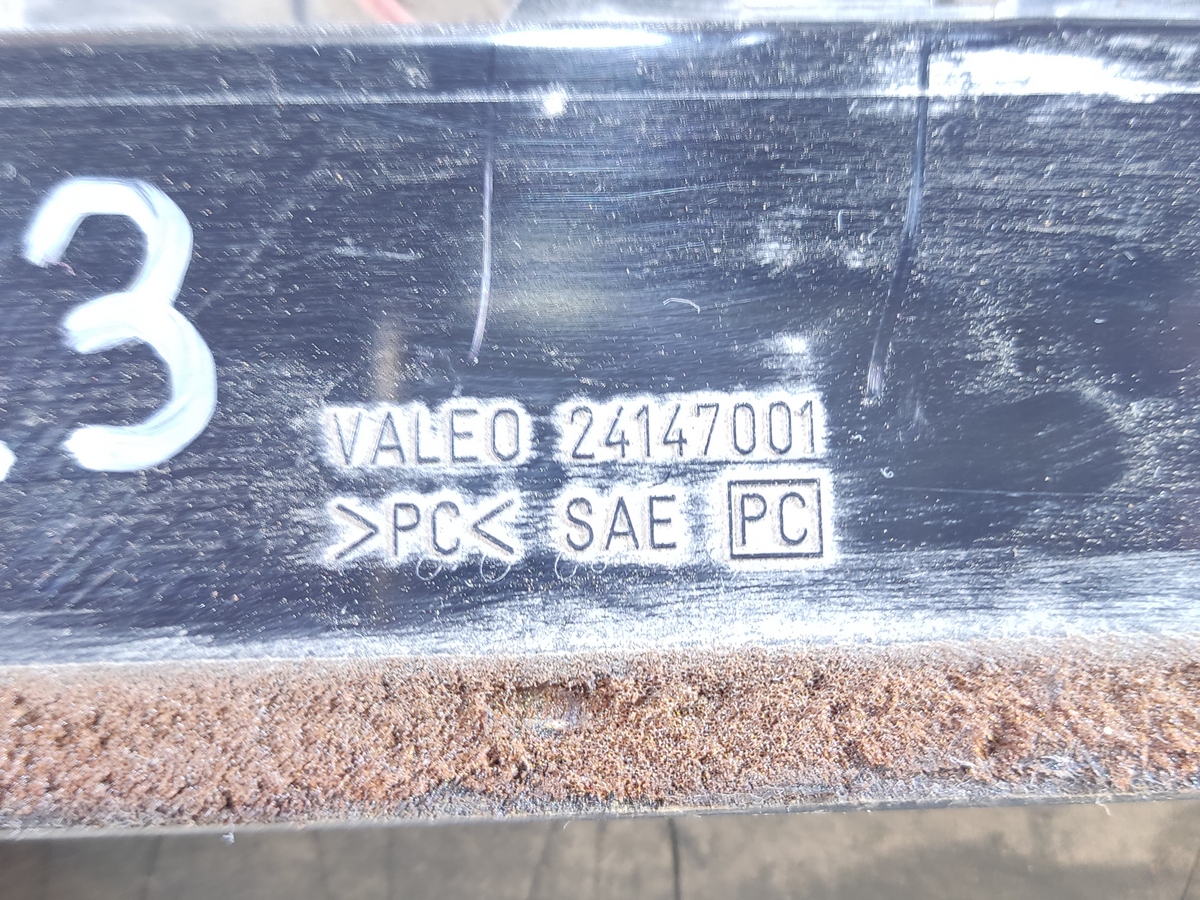 3
VALEO 24147001
>PC< SAE PC